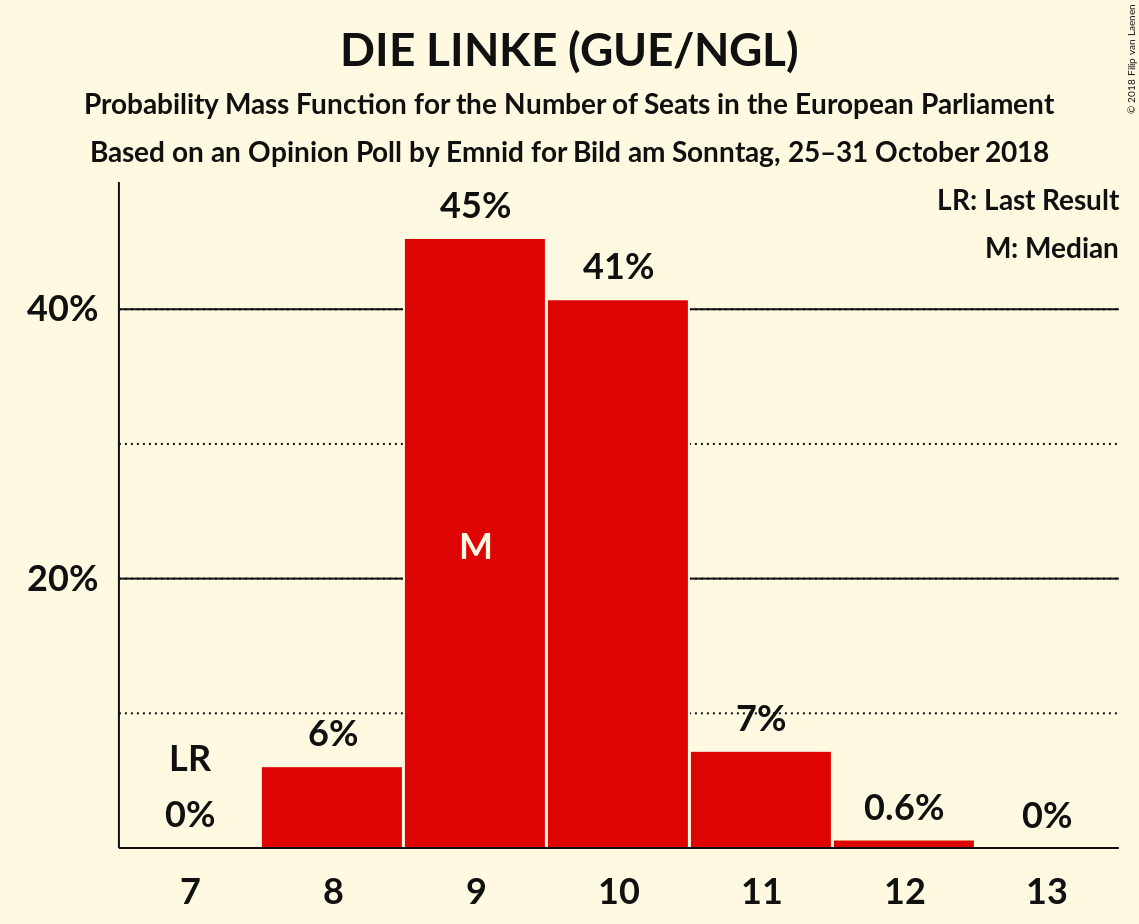 DIE LINKE (GUE/NGL)
Probability Mass Function for the Number of Seats in the European Parliament
Based on an Opinion Poll by Emnid for Bild am Sonntag, 25–31 October 2018
© 2018 Filip van Laenen
LR: Last Result
M: Median
45%
41%
40%
M
20%
7%
6%
LR
0%
0.6%
0%
7 8 9 10 11 12 13